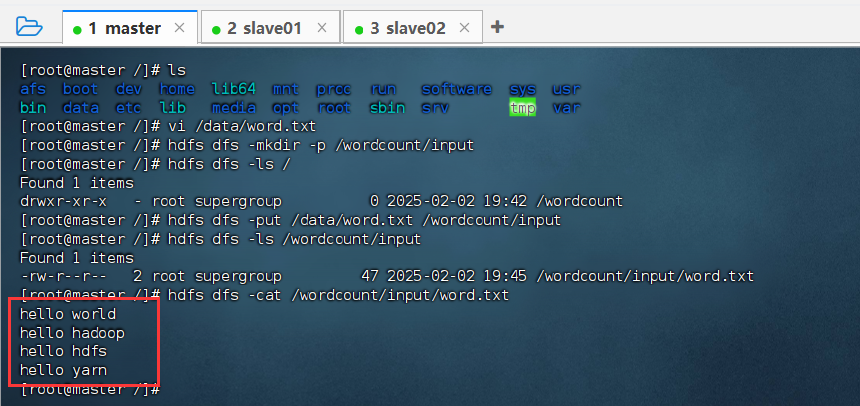 1 master × 2 slave01 × 3 slave02 × +
[root@master /]# ls
afs boot dev home lib64 mnt proc run software sys usr
bin data etc lib media opt root sbin srv tmp var
[root@master /]# vi /data/word.txt
[root@master /]# hdfs dfs -mkdir -p /wordcount/input
[root@master /]# hdfs dfs -ls /
Found 1 items
drwxr-xr-x - root supergroup 0 2025-02-02 19:42 /wordcount
[root@master /]# hdfs dfs -put /data/word.txt /wordcount/input
[root@master /]# hdfs dfs -ls /wordcount/input
Found 1 items
-rw-r--r-- 2 root supergroup 47 2025-02-02 19:45 /wordcount/input/word.txt
[root@master /]# hdfs dfs -cat /wordcount/input/word.txt
hello world
hello hadoop
hello hdfs
hello yarn
[root@master /]#